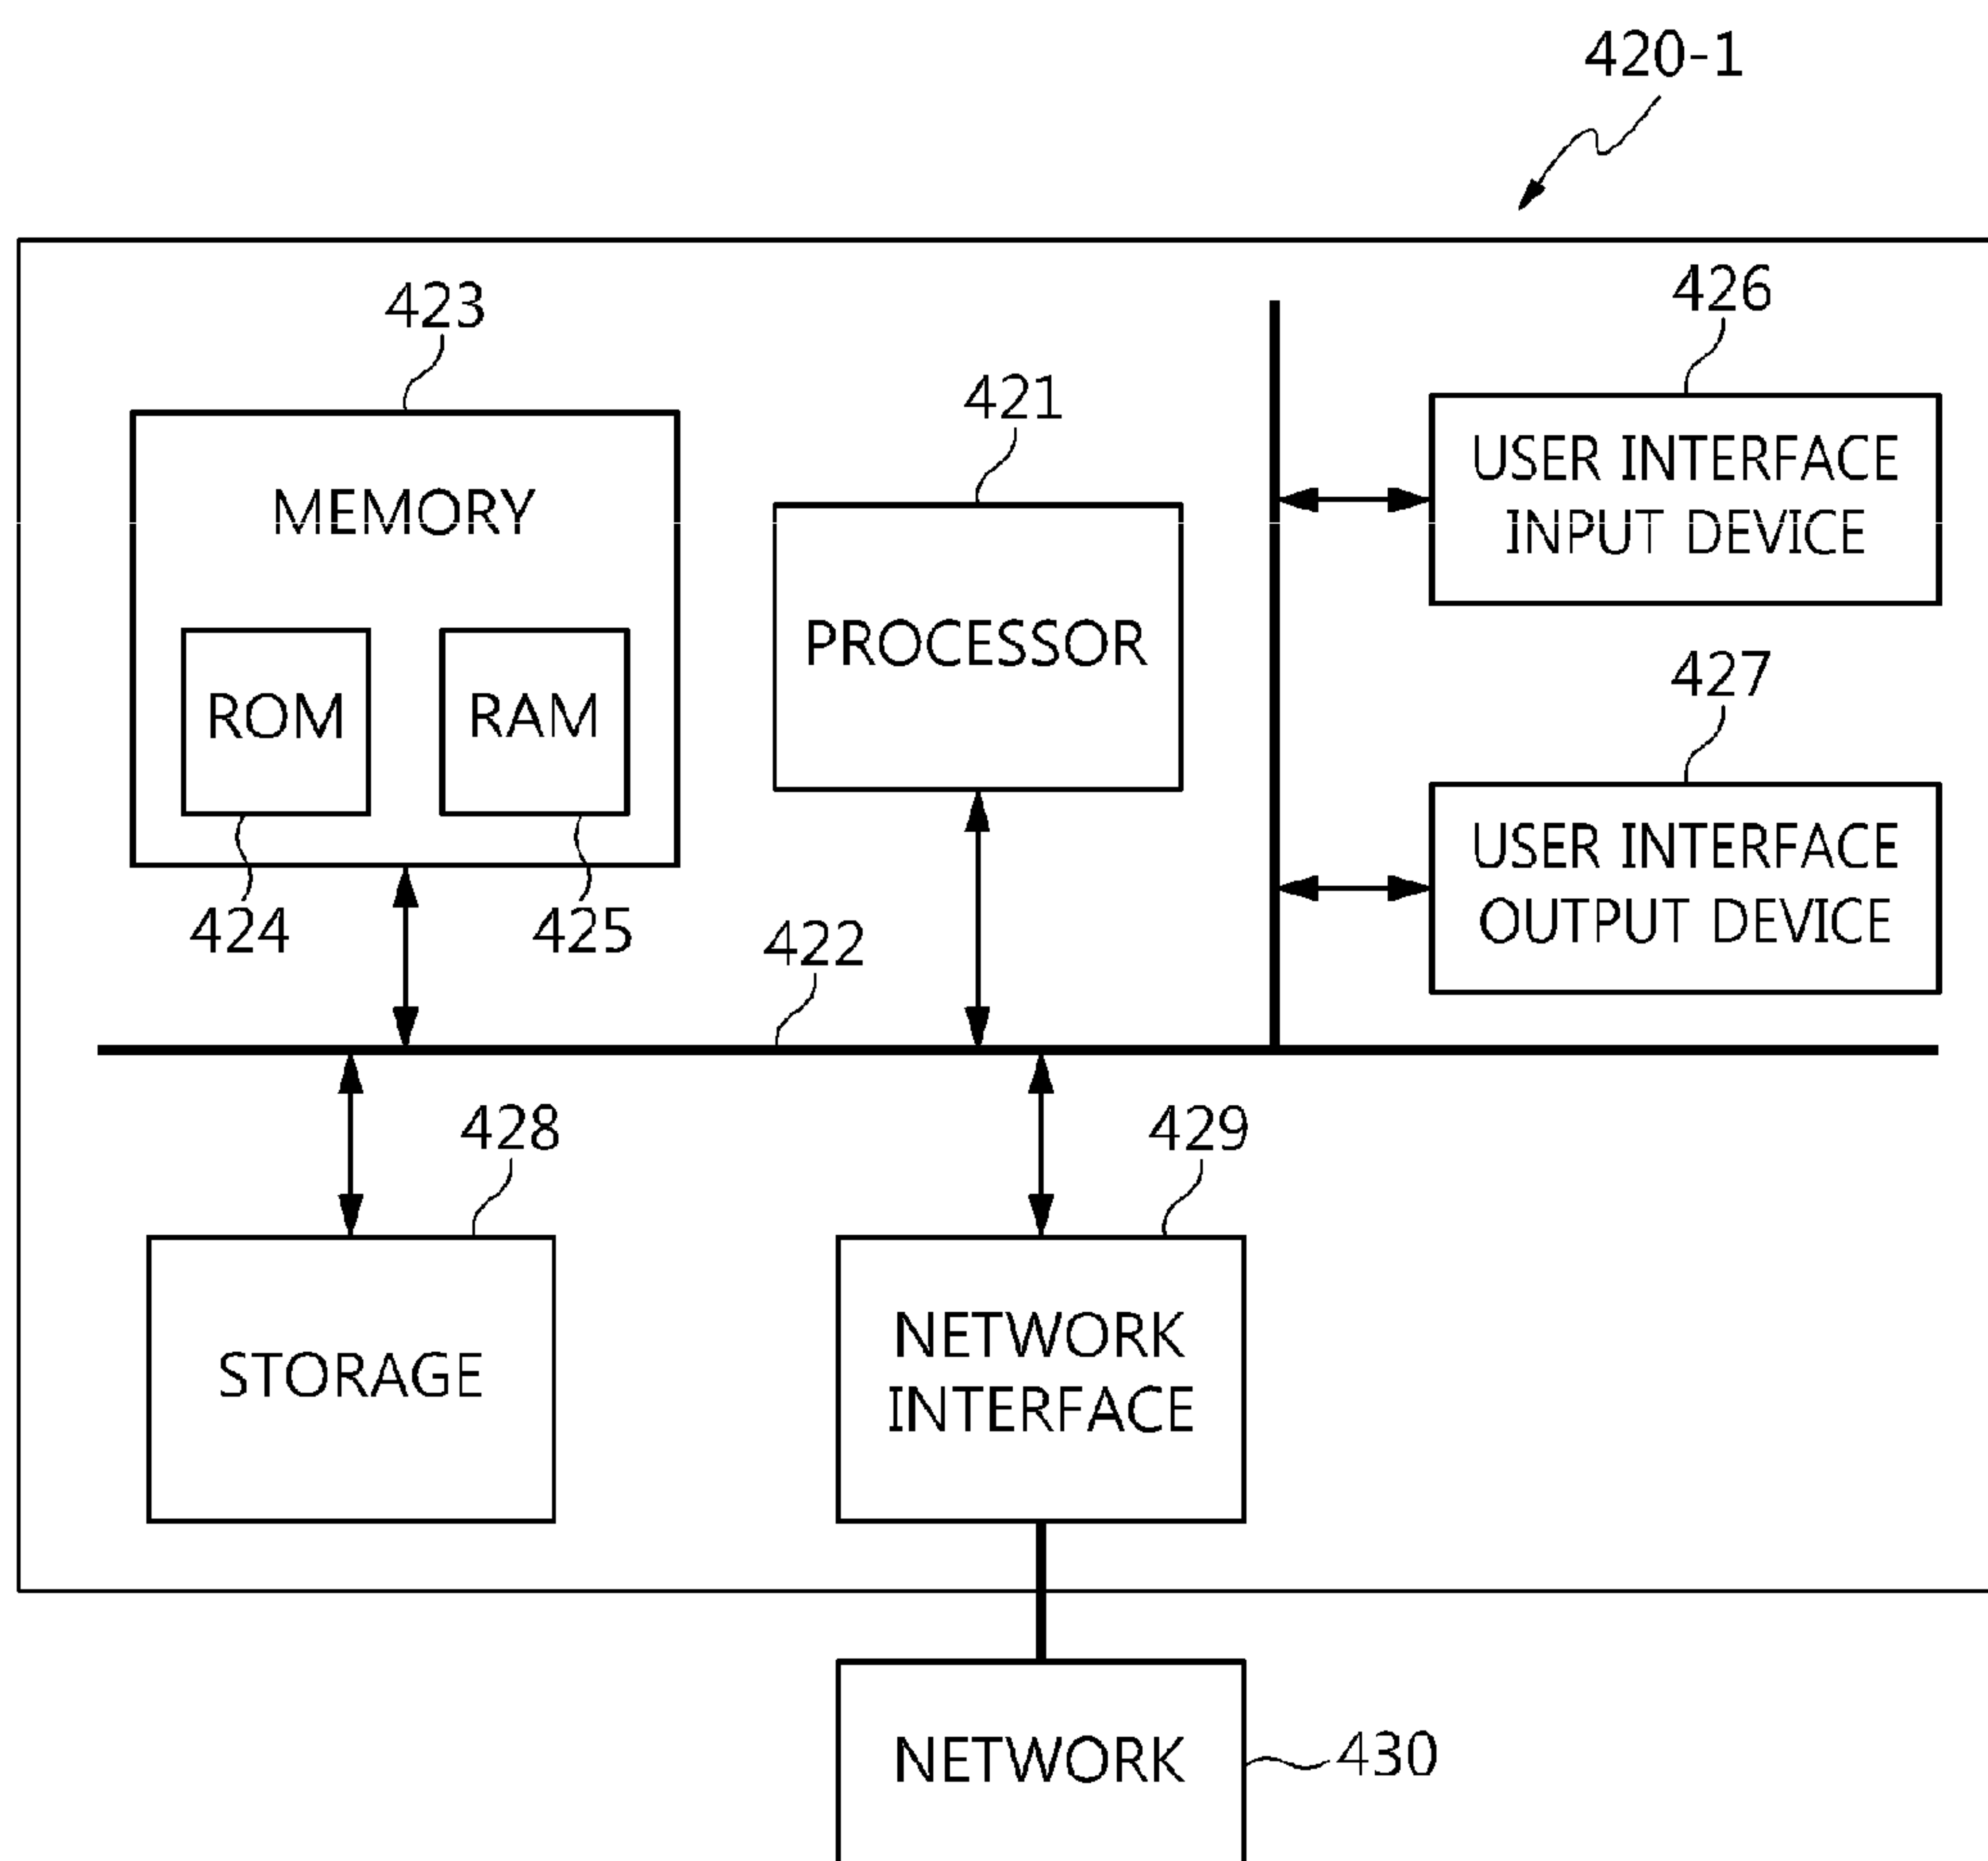 420-1
423
426
421
MEMORY
USER INTERFACE
INPUT DEVICE
PROCESSOR
427
ROM
RAM
USER INTERFACE
OUTPUT DEVICE
424
425
422
428
429
STORAGE
NETWORK
INTERFACE
NETWORK
430